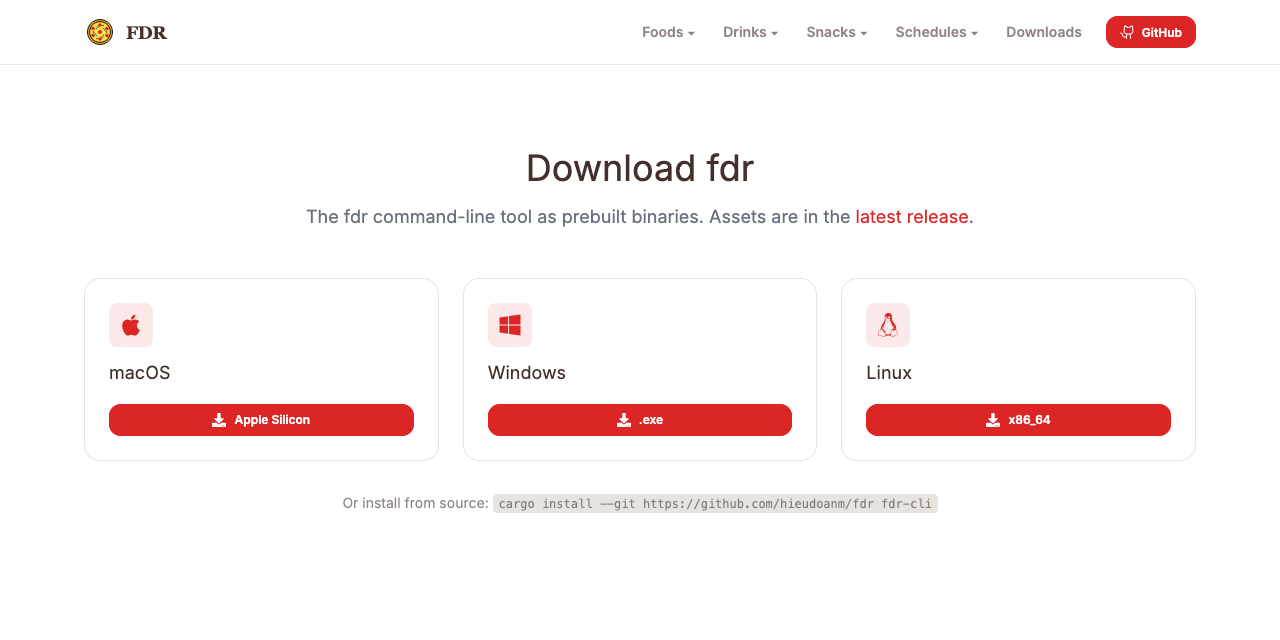 FDR
Foods
Drinks
Snacks
Schedules
Downloads
GitHub
Download fdr
The fdr command-line tool as prebuilt binaries. Assets are in the latest release.
macOS
Apple Silicon
Windows
.exe
Linux
x86_64
Or install from source: cargo install --git https://github.com/hieudoanm/fdr fdr-cli